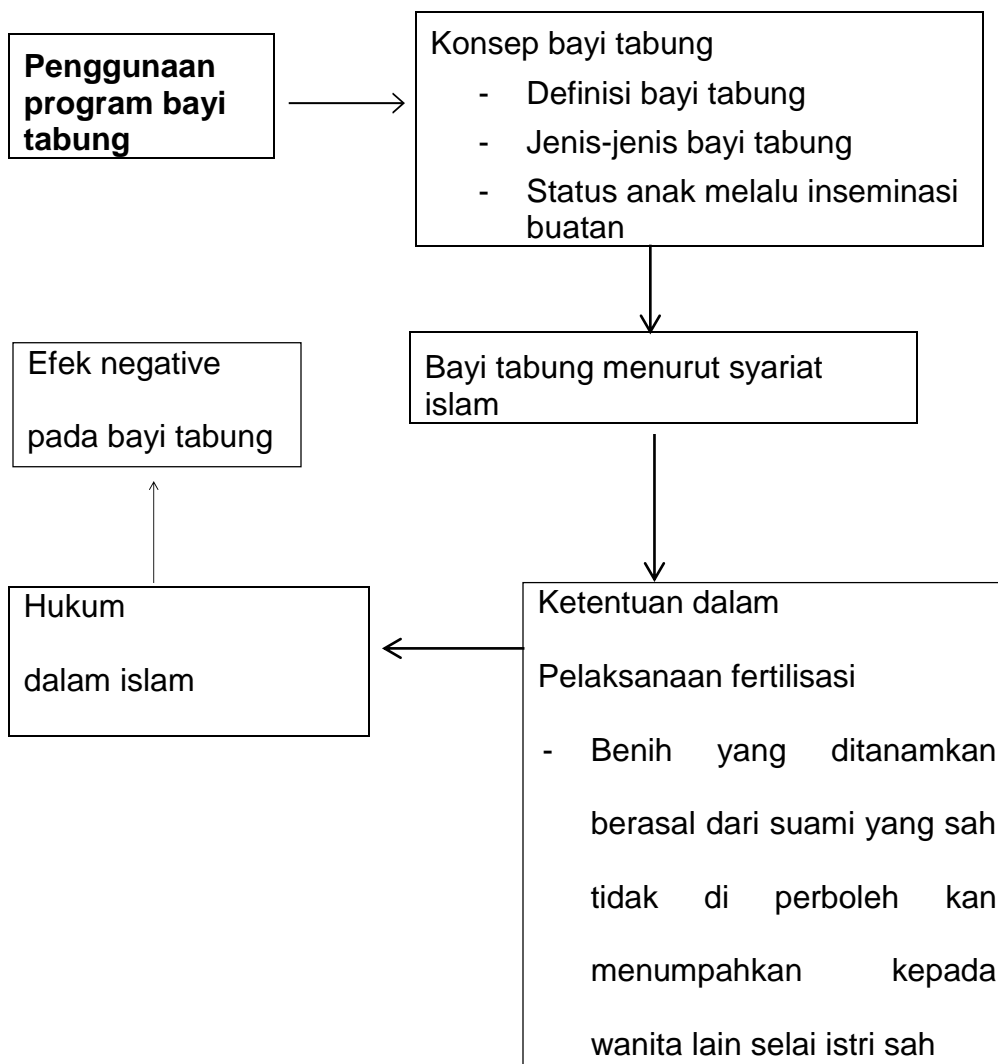 Penggunaan
program bayi
tabung
Konsep bayi tabung
- Definisi bayi tabung
- Jenis-jenis bayi tabung
- Status anak melalu inseminasi
buatan
Bayi tabung menurut syariat
islam
Ketentuan dalam
Pelaksanaan fertilisasi
- Benih yang ditanamkan
berasal dari suami yang sah
tidak di perboleh kan
menumpahkan kepada
wanita lain selai istri sah
Hukum
dalam islam
Efek negative
pada bayi tabung